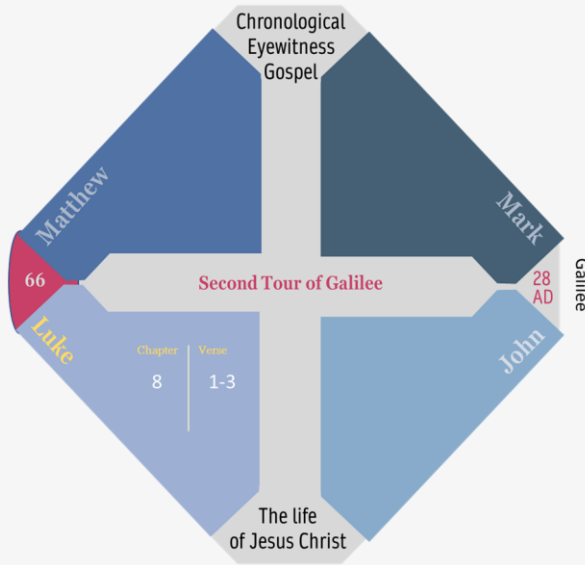 Chronological
Eyewitness
Gospel
Matthew
Mark
66
Second Tour of Galilee
28
AD
Galilee
Luke
John
Chapter
Verse
8
1-3
The life
of Jesus Christ